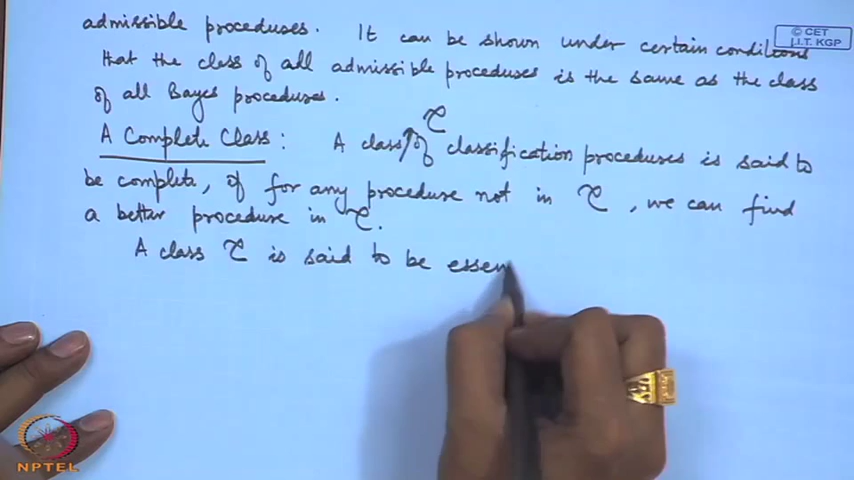 admissible procedures. It can be shown under certain conditions
© CET
I.I.T. KGP
that the class of all admissible procedures is the same as the class
of all Bayes procedures.
A Complete Class : A class C of classification procedures is said to
be complete, if for any procedure not in C, we can find
a better procedure in C.
A class C is said to be essen
NPTEL